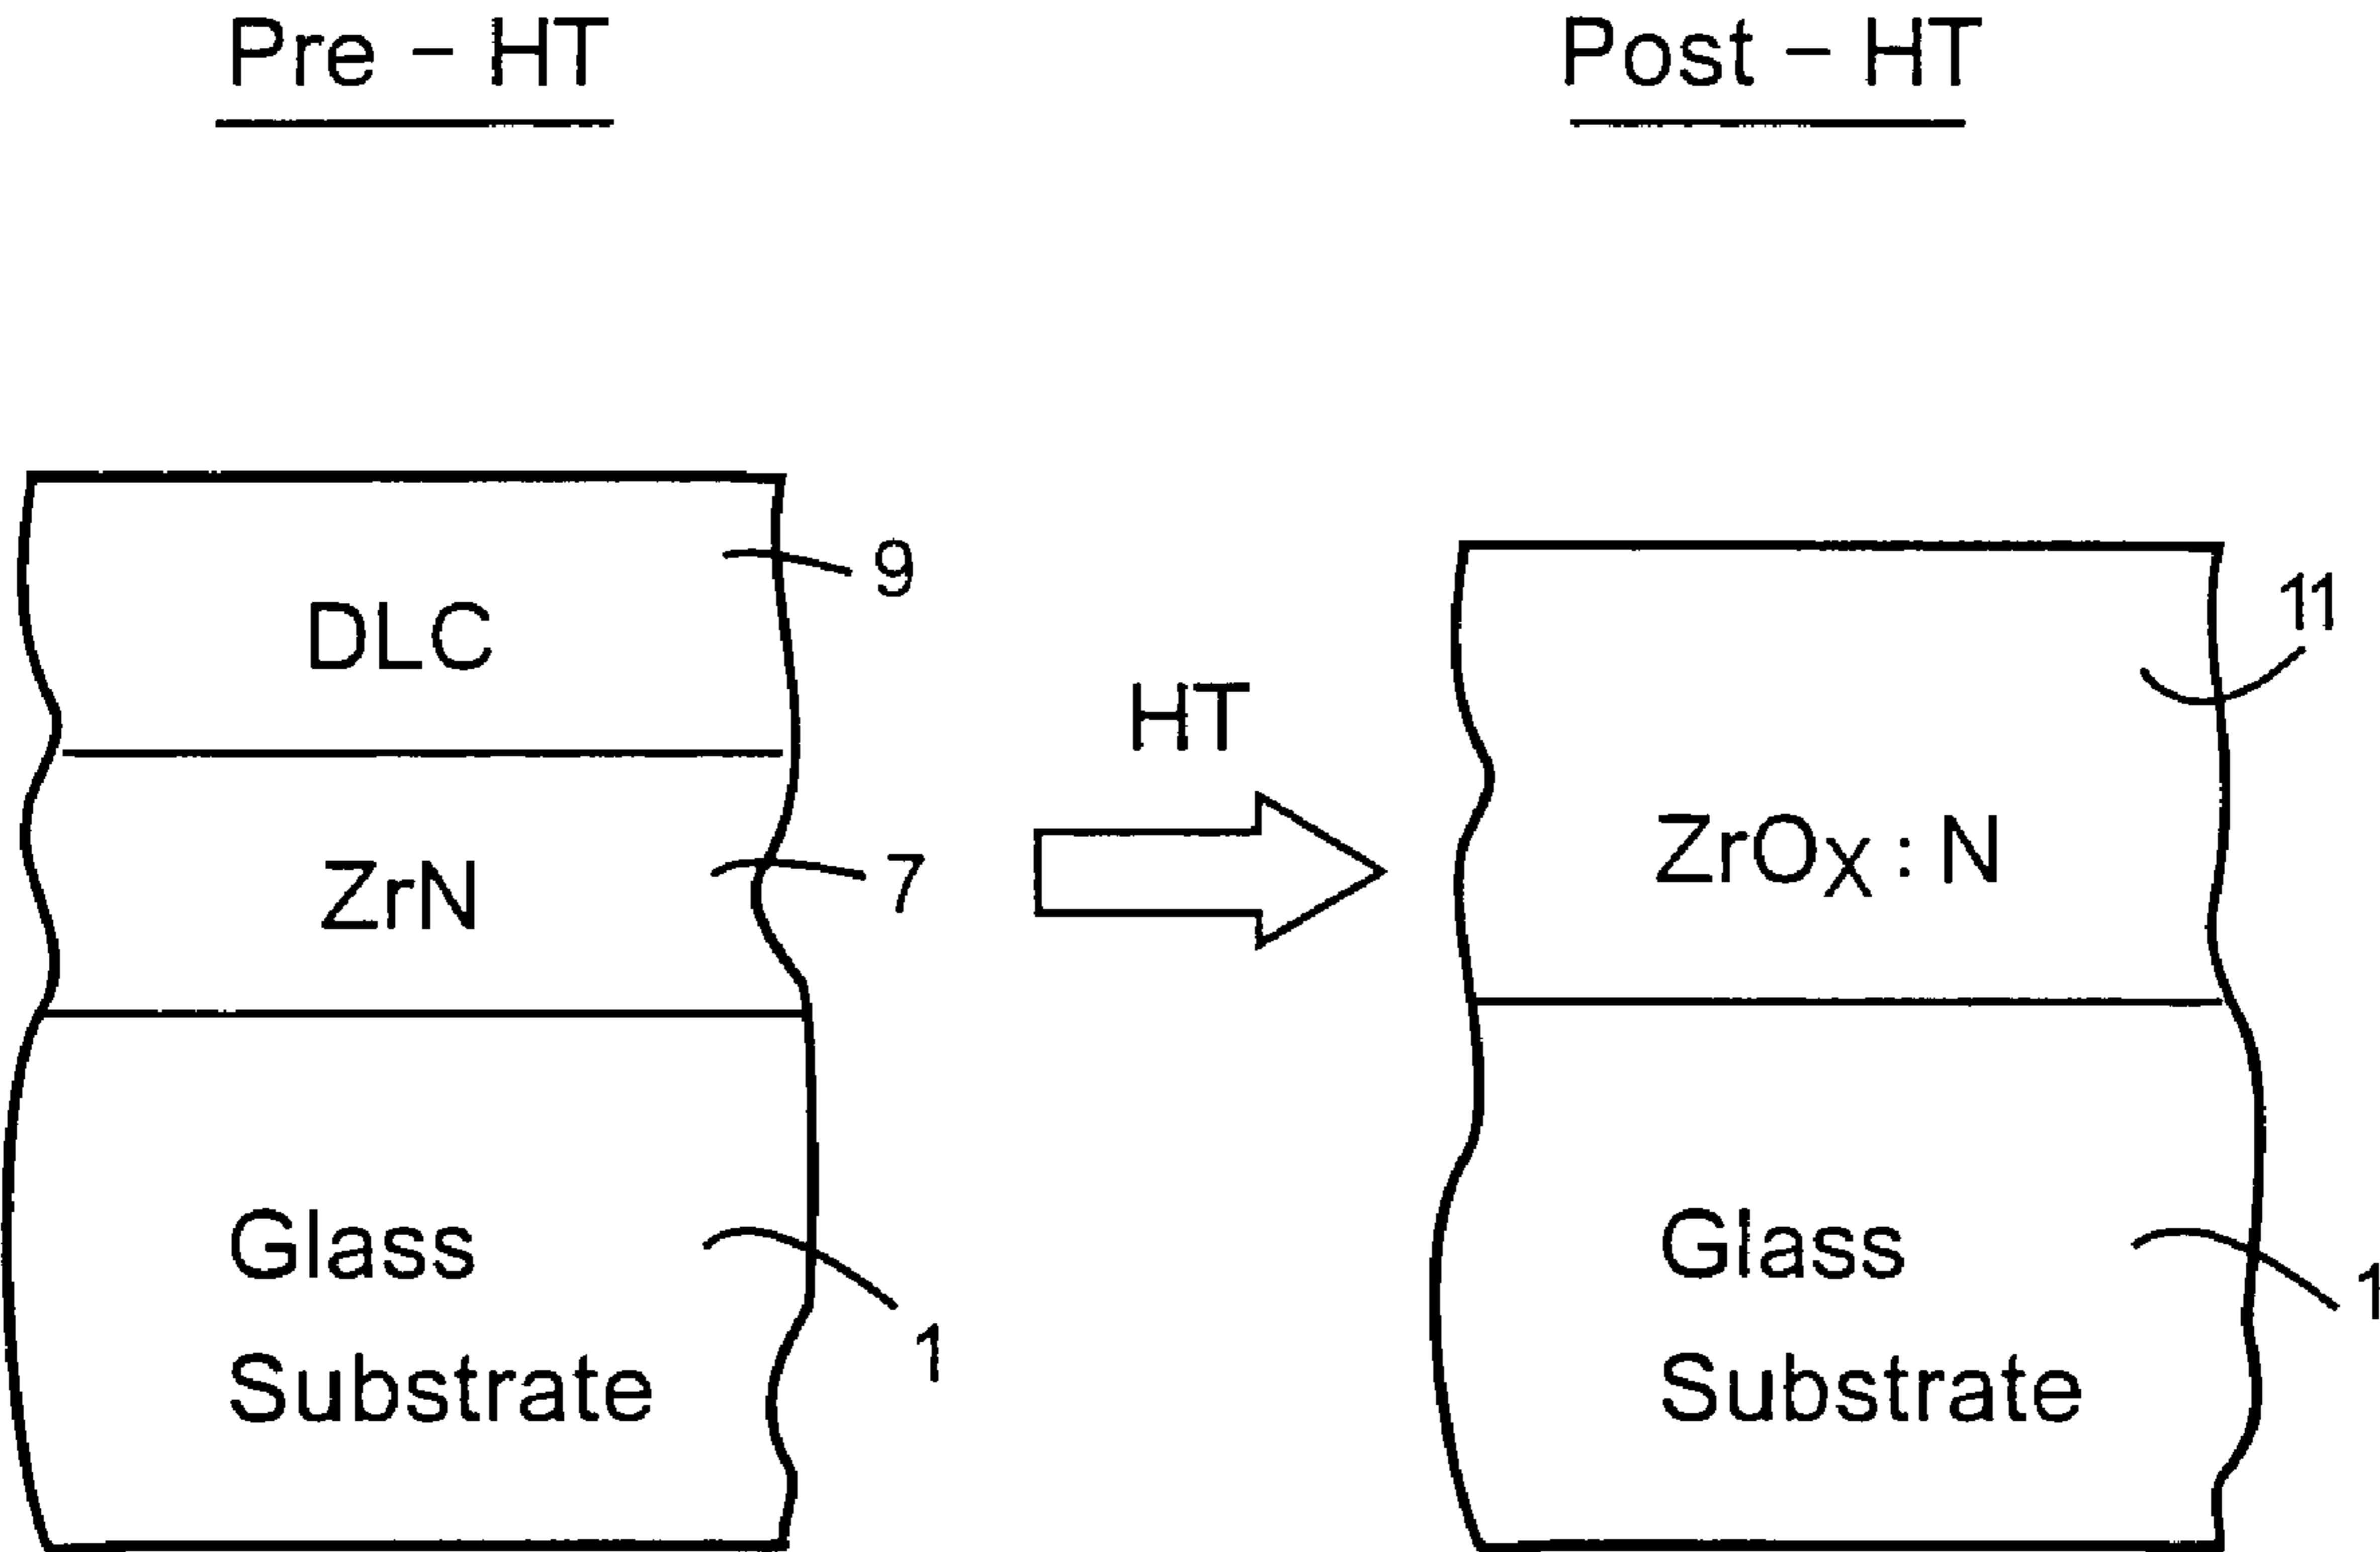 Pre - HT
Post - HT
9
DLC
11
HT
ZrOX : N
ZrN
7
Glass
Substrate
1
Glass
Substrate
1